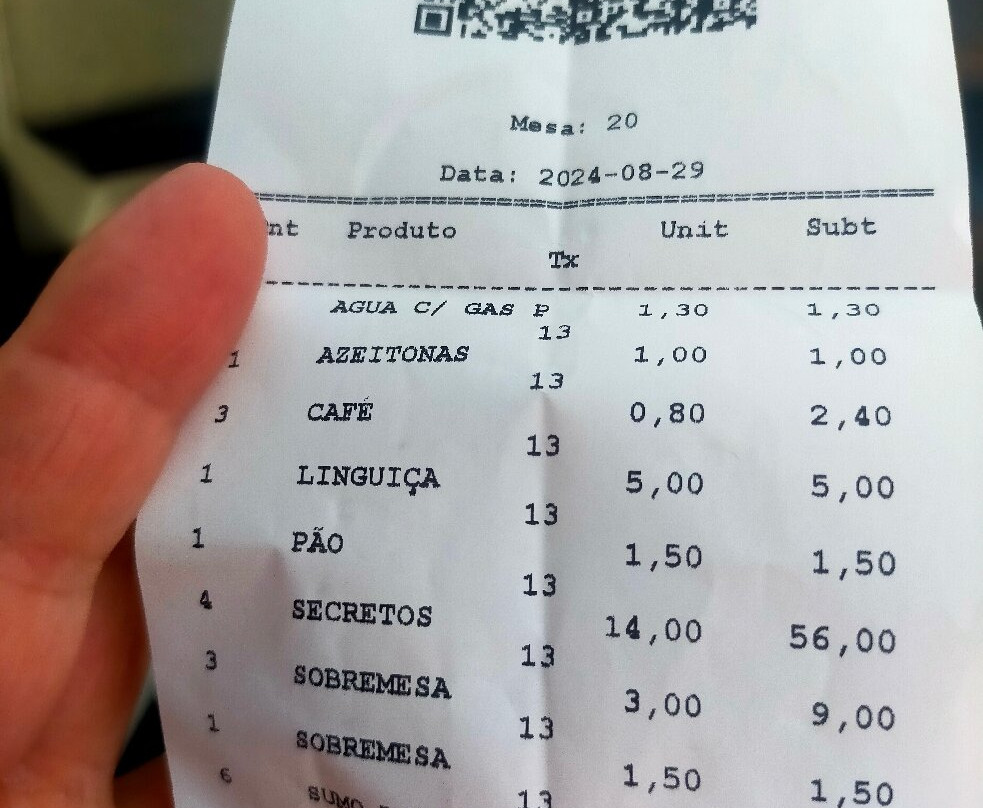 Mesa: 20
Data: 2024-08-29
nt Produto Unit Subt
Tx
AGUA C/ GAS P 1,30 1,30
13
1 AZEITONAS 1,00 1,00
13
3 CAFÉ 0,80 2,40
13
1 LINGUIÇA 5,00 5,00
13
1 PÃO 1,50 1,50
13
4 SECRETOS 14,00 56,00
13
3 SOBREMESA 3,00 9,00
13
1 SOBREMESA 1,50 1,50
13
6 SUMO